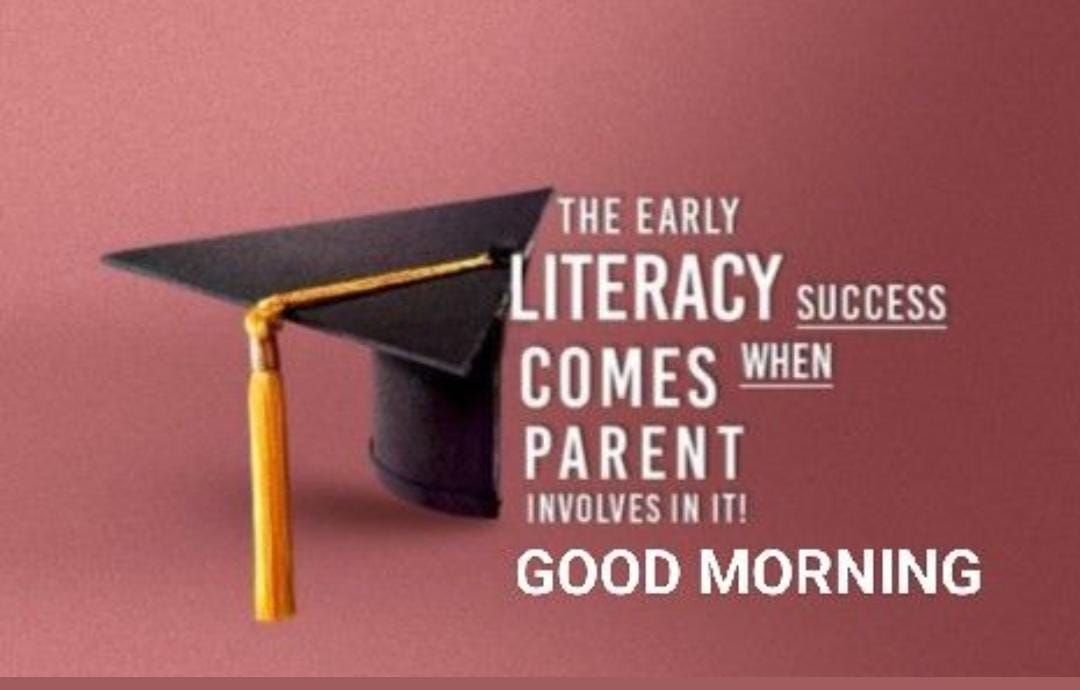 THE EARLY
LITERACY SUCCESS
COMES WHEN
PARENT
INVOLVES IN IT!
GOOD MORNING